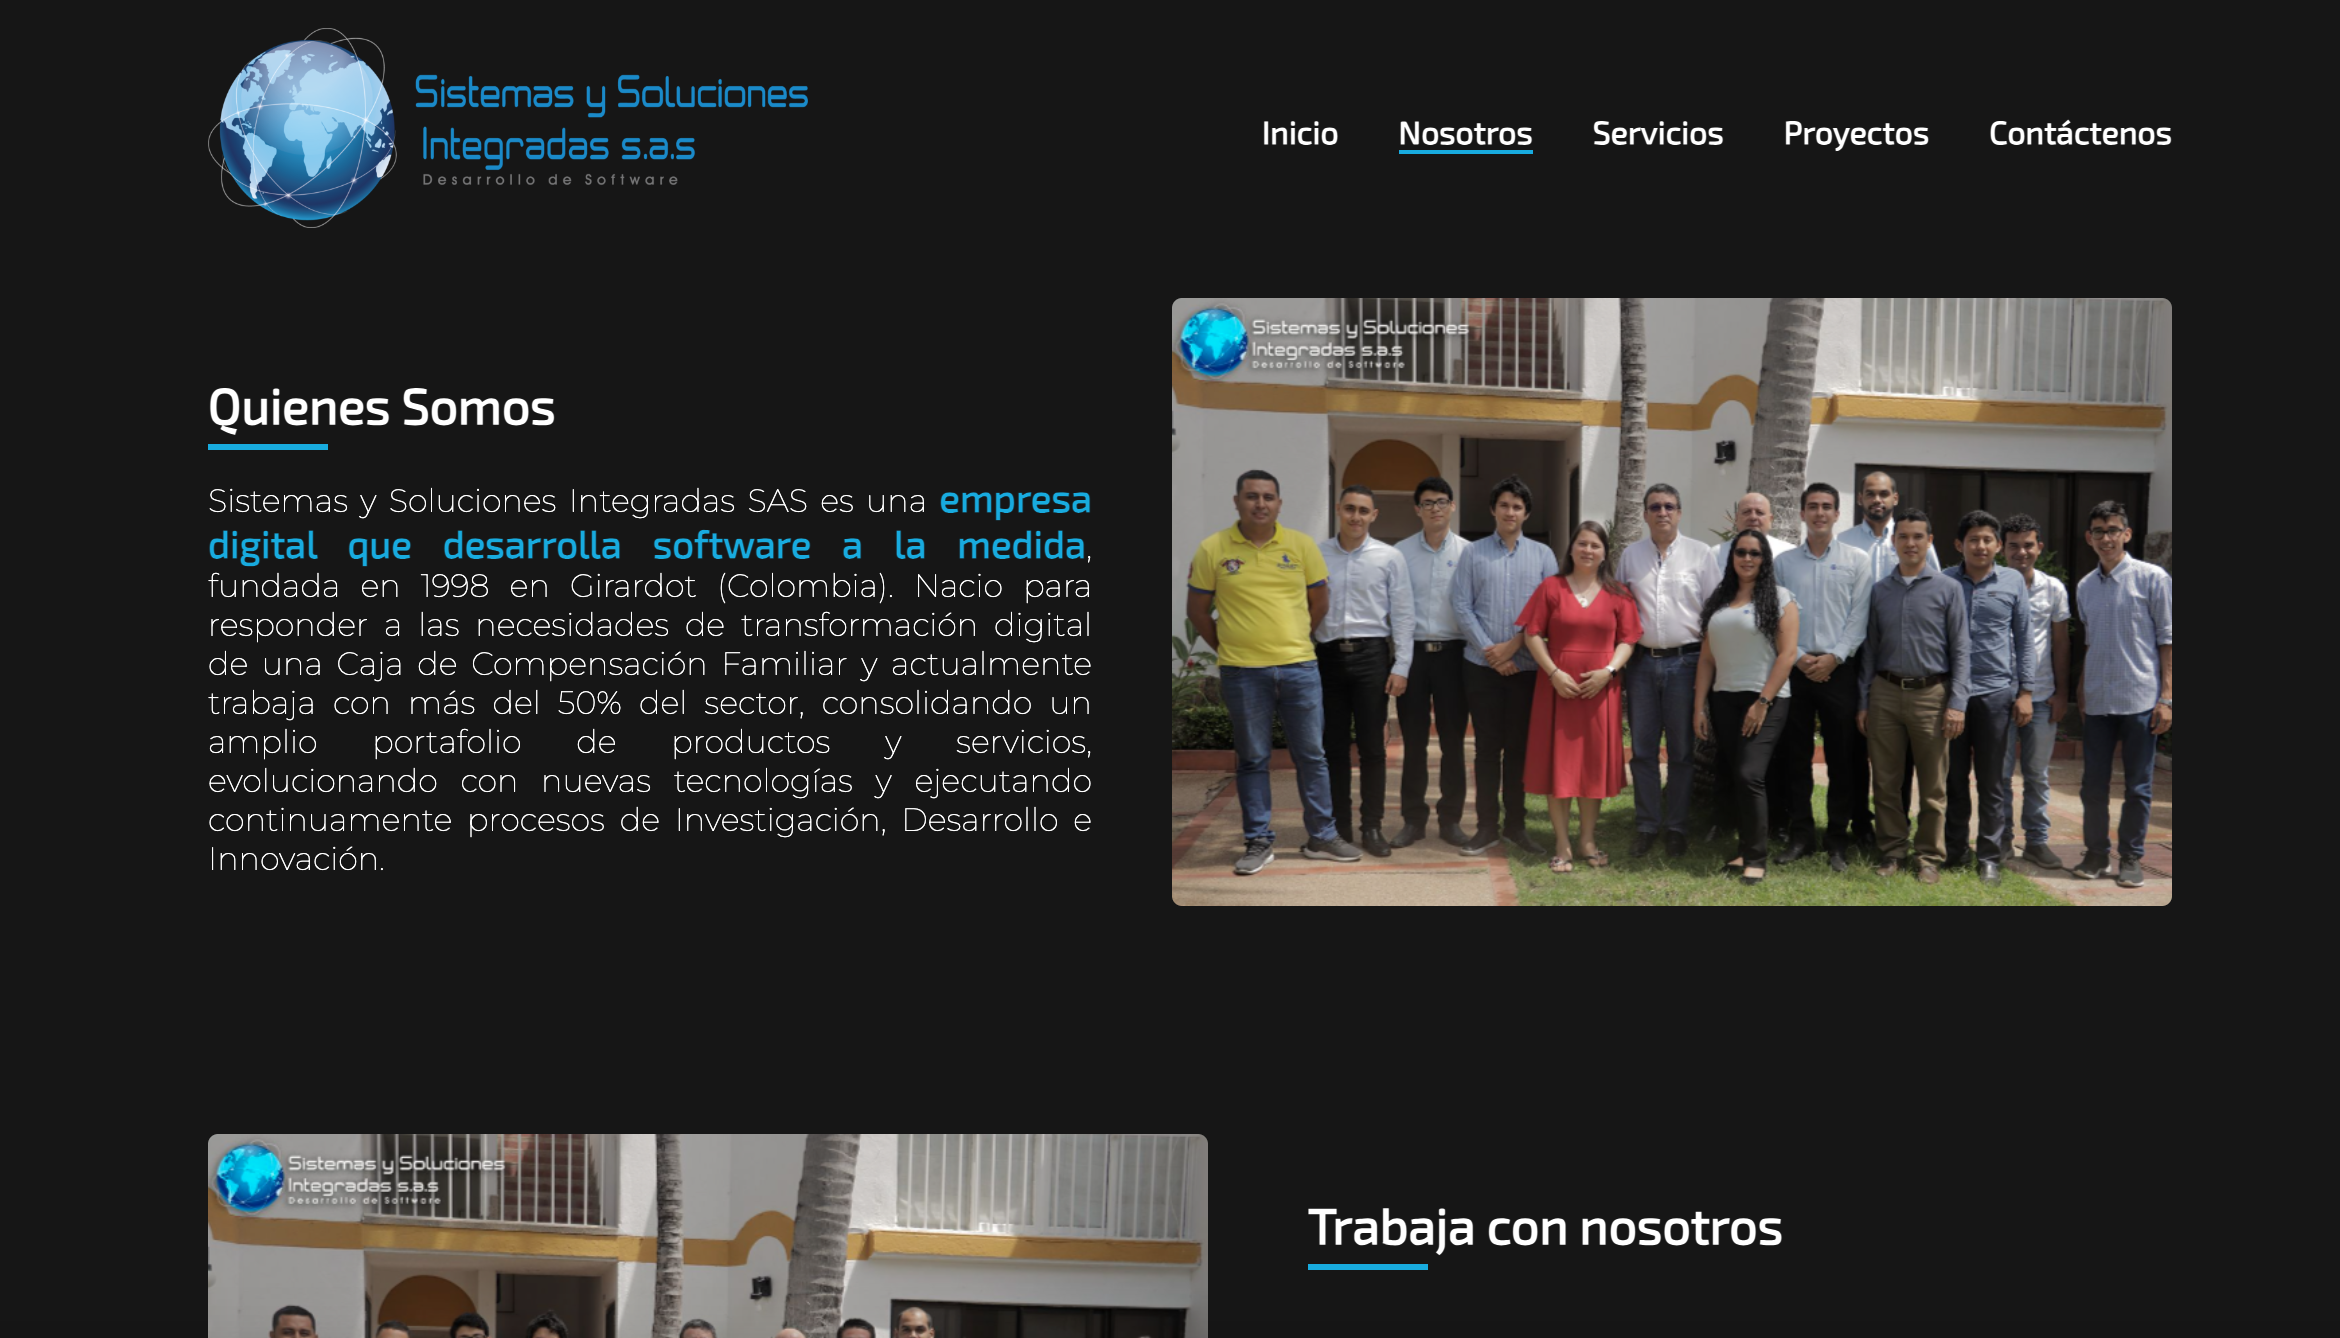 Sistemas y Soluciones
Integradas s.a.s
Desarrollo de Software
Inicio
Nosotros
Servicios
Proyectos
Contáctenos
Sistemas y Soluciones
Integradas s.a.s
Desarrollo de Software
Quienes Somos
Sistemas y Soluciones Integradas SAS es una empresa
digital que desarrolla software a la medida,
fundada en 1998 en Girardot (Colombia). Nacio para
responder a las necesidades de transformación digital
de una Caja de Compensación Familiar y actualmente
trabaja con más del 50% del sector, consolidando un
amplio portafolio de productos y servicios,
evolucionando con nuevas tecnologías y ejecutando
continuamente procesos de Investigación, Desarrollo e
Innovación.
Sistemas y Soluciones
Integradas s.a.s
Desarrollo de Software
Trabaja con nosotros